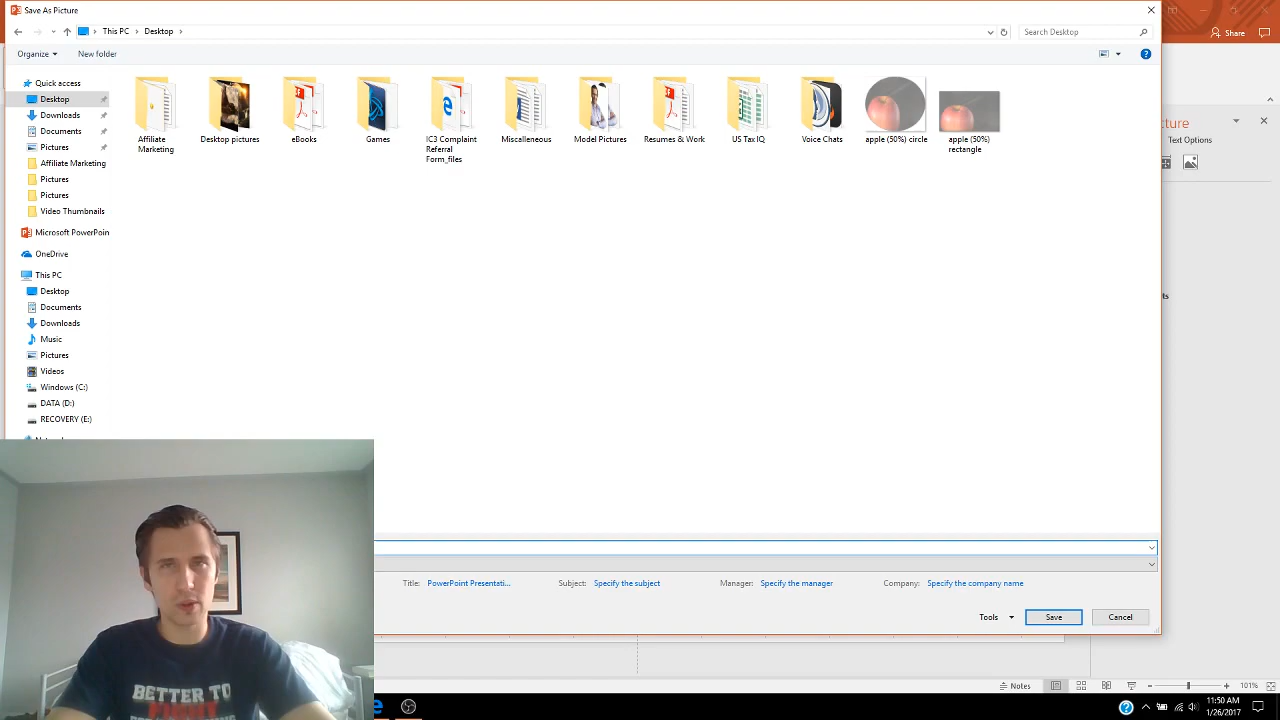 Save As Picture
Share
This PC
Desktop
Search Desktop
Organize
New folder
Quick access
Desktop
Downloads
Documents
Pictures
Affiliate Marketing
Pictures
Pictures
Video Thumbnails
Microsoft PowerPoin
OneDrive
This PC
Desktop
Documents
Downloads
Music
Pictures
Videos
Windows (C:)
DATA (D:)
RECOVERY (E:)
Affiliate
Marketing
Desktop pictures
eBooks
Games
IC3 Complaint
Referral
Form_files
Miscellaneous
Model Pictures
Resumes & Work
US Tax IQ
Voice Chats
apple (50%) circle
apple (50%)
rectangle
cture
Text Options
ts
Title: PowerPoint Presentati...
Subject: Specify the subject
Manager: Specify the manager
Company: Specify the company name
Tools
Save
Cancel
BETTER TO
Notes
101%
11:50 AM
1/26/2017